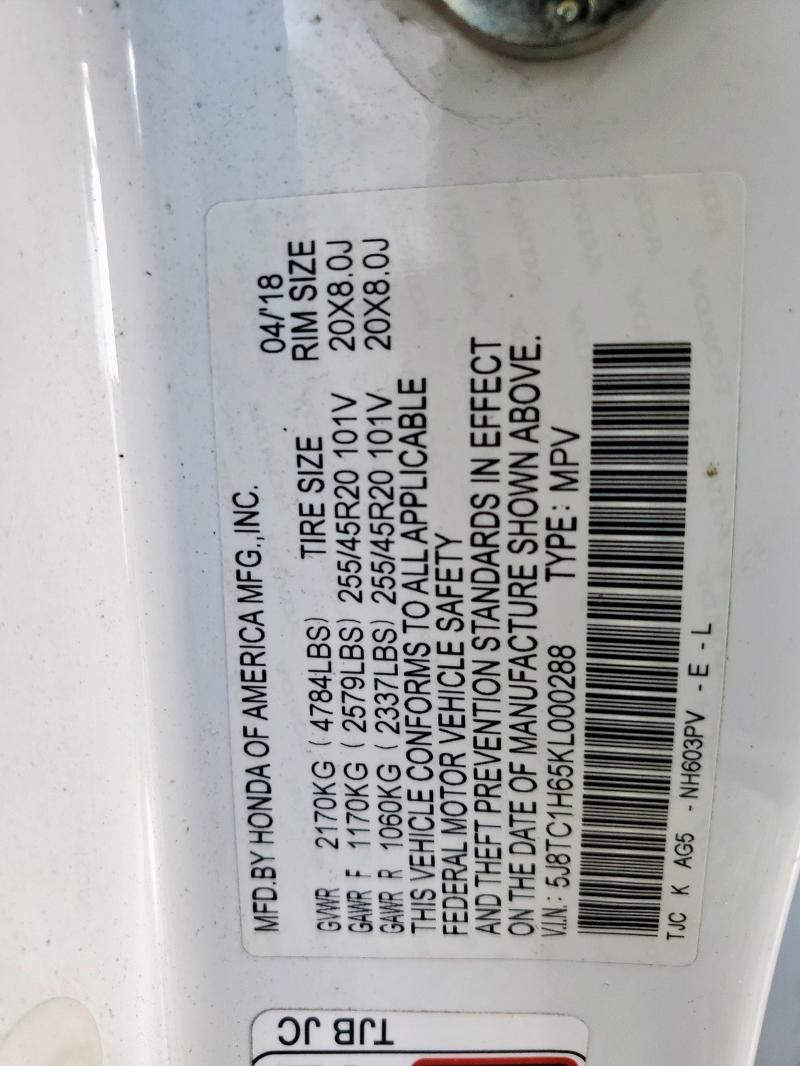 MFD.BY HONDA OF AMERICA MFG.,INC.
04/'18
TIRE SIZE RIM SIZE
GVWR 2170KG (4784LBS)
GAWR F 1170KG (2579LBS) 255/45R20 101V 20X8.0J
GAWR R 1060KG (2337LBS) 255/45R20 101V 20X8.0J
THIS VEHICLE CONFORMS TO ALL APPLICABLE
FEDERAL MOTOR VEHICLE SAFETY
AND THEFT PREVENTION STANDARDS IN EFFECT
ON THE DATE OF MANUFACTURE SHOWN ABOVE.
V.I.N.: 5J8TC1H65KL000288 TYPE: MPV
TJC K AG5 - NH603PV - E - L
TJB JC